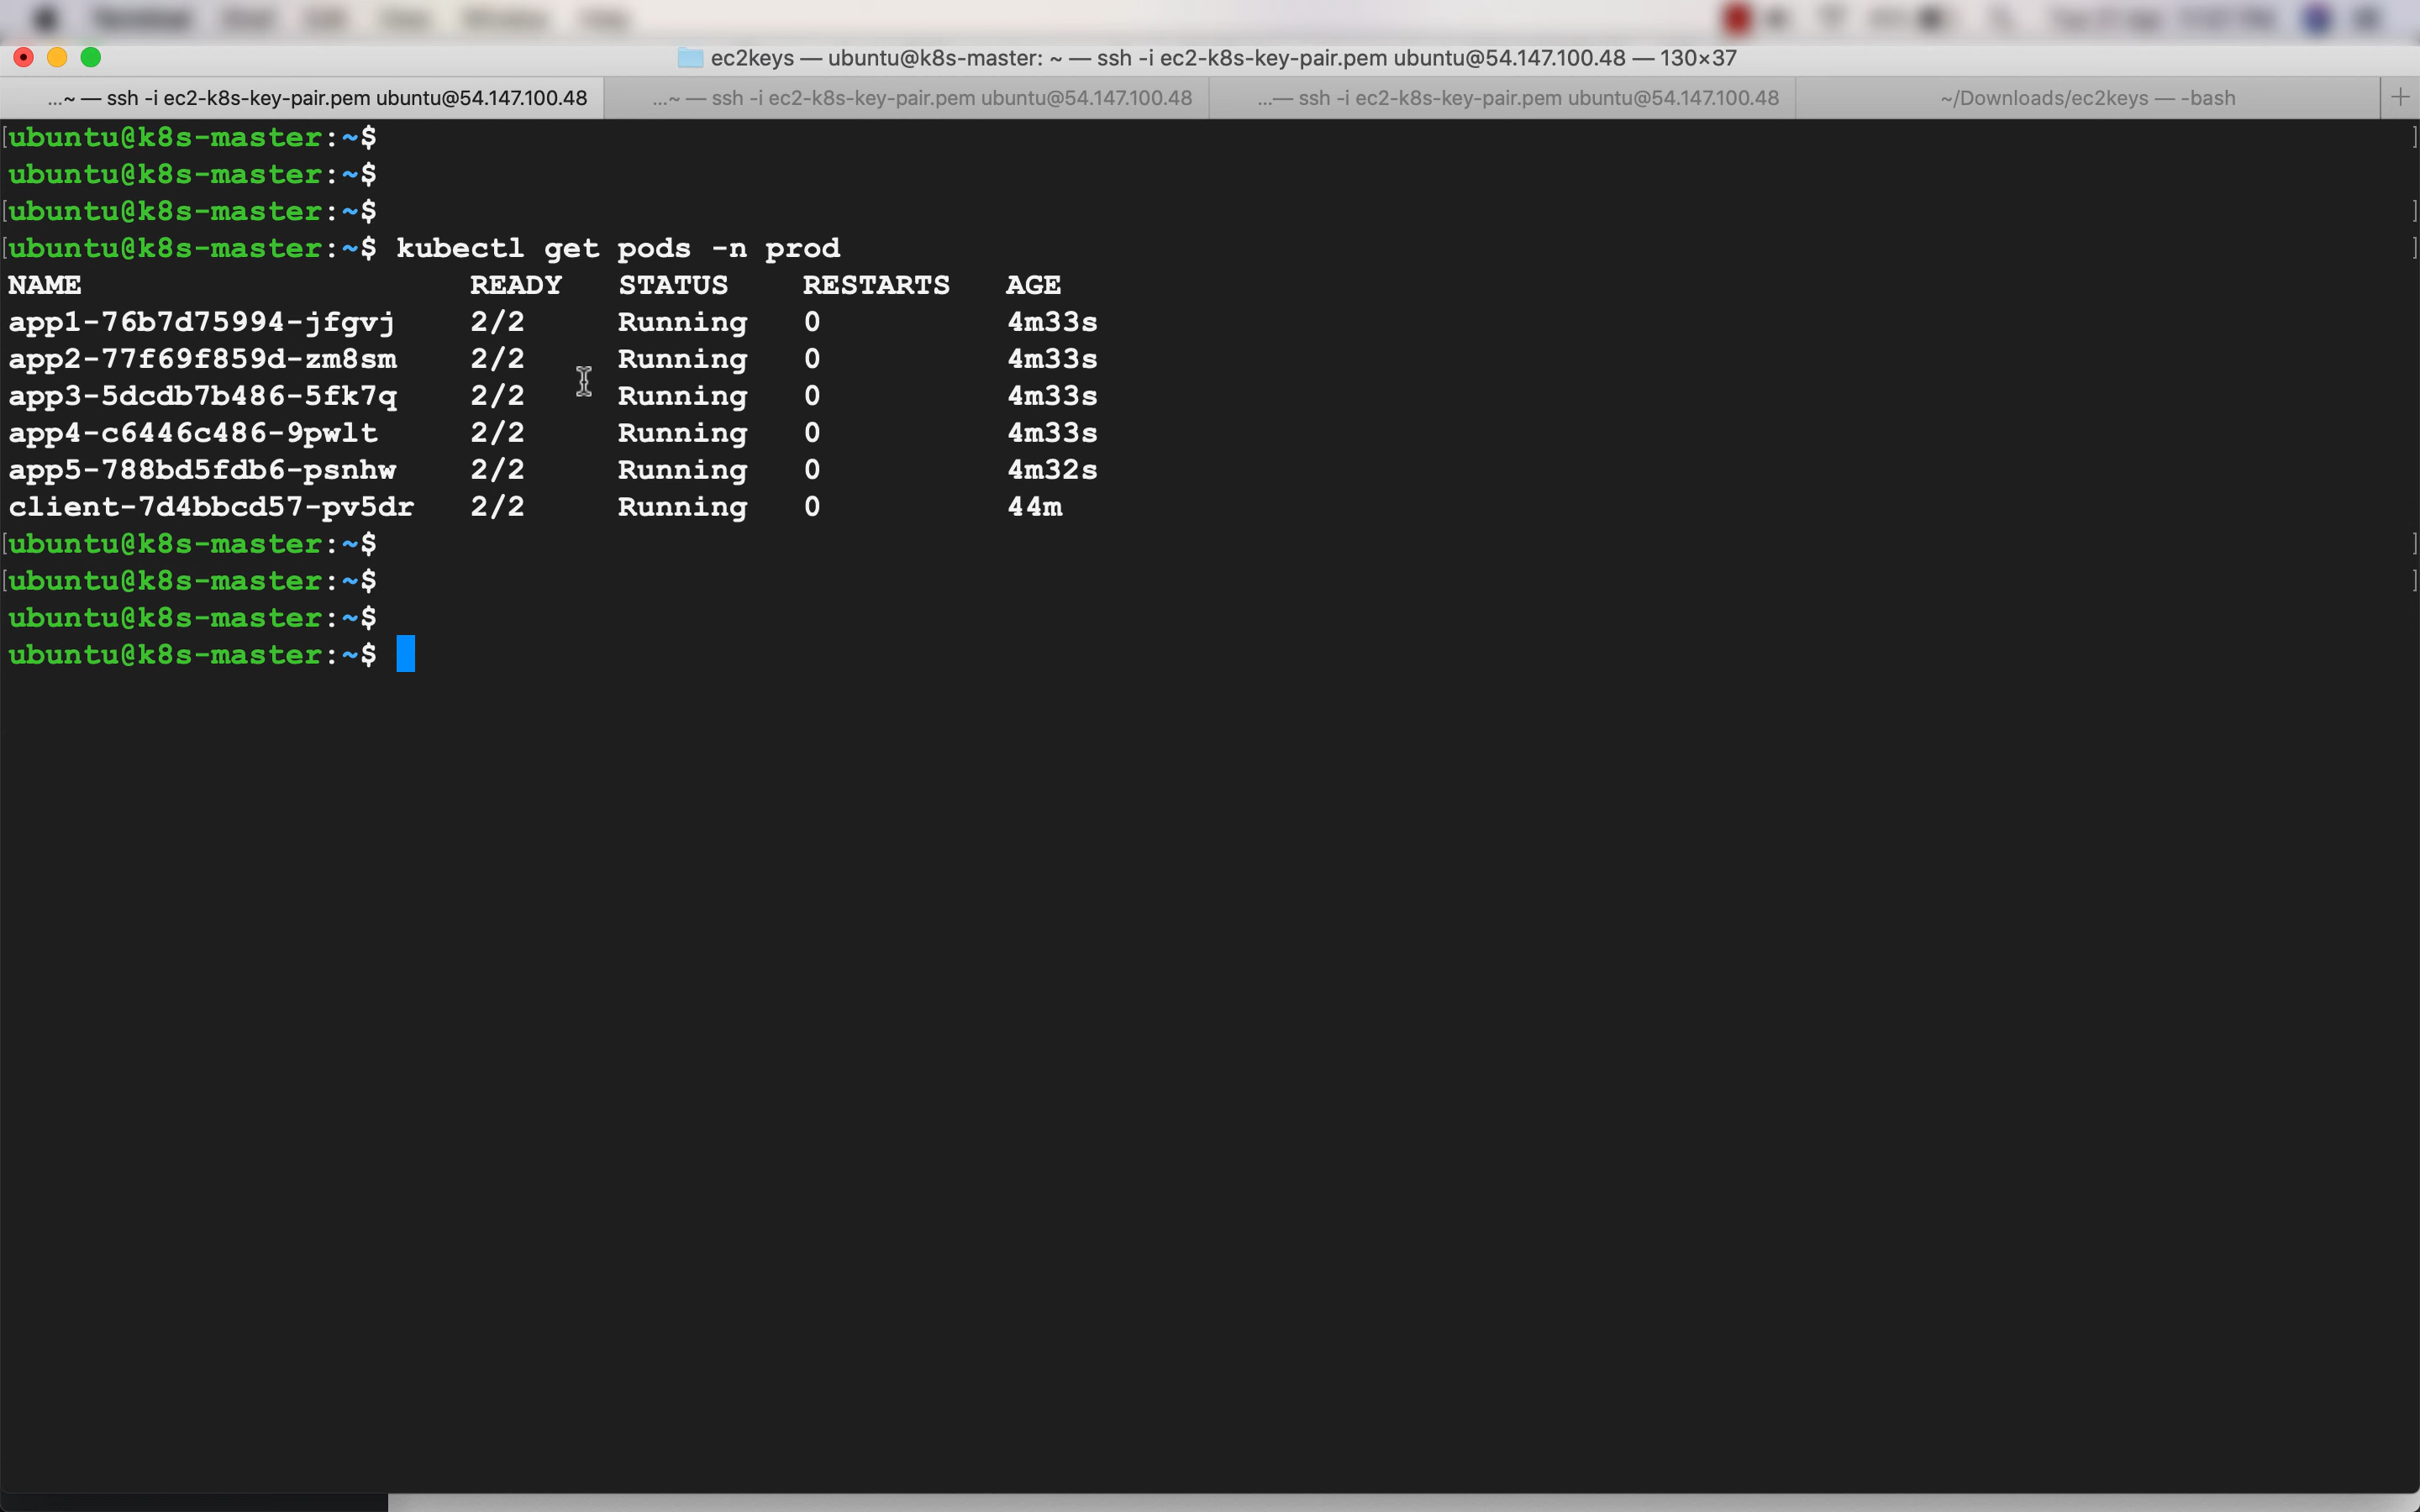 ec2keys — ubuntu@k8s-master: ~ — ssh -i ec2-k8s-key-pair.pem ubuntu@54.147.100.48 — 130×37
...~ — ssh -i ec2-k8s-key-pair.pem ubuntu@54.147.100.48 ...~ — ssh -i ec2-k8s-key-pair.pem ubuntu@54.147.100.48 ...— ssh -i ec2-k8s-key-pair.pem ubuntu@54.147.100.48 ~/Downloads/ec2keys — -bash +
[ubuntu@k8s-master:~$ ]
ubuntu@k8s-master:~$
[ubuntu@k8s-master:~$ ]
[ubuntu@k8s-master:~$ kubectl get pods -n prod ]
NAME READY STATUS RESTARTS AGE
app1-76b7d75994-jfgvj 2/2 Running 0 4m33s
app2-77f69f859d-zm8sm 2/2 Running 0 4m33s
app3-5dcdb7b486-5fk7q 2/2 Running 0 4m33s
app4-c6446c486-9pwlt 2/2 Running 0 4m33s
app5-788bd5fdb6-psnhw 2/2 Running 0 4m32s
client-7d4bbcd57-pv5dr 2/2 Running 0 44m
[ubuntu@k8s-master:~$ ]
[ubuntu@k8s-master:~$ ]
ubuntu@k8s-master:~$
ubuntu@k8s-master:~$